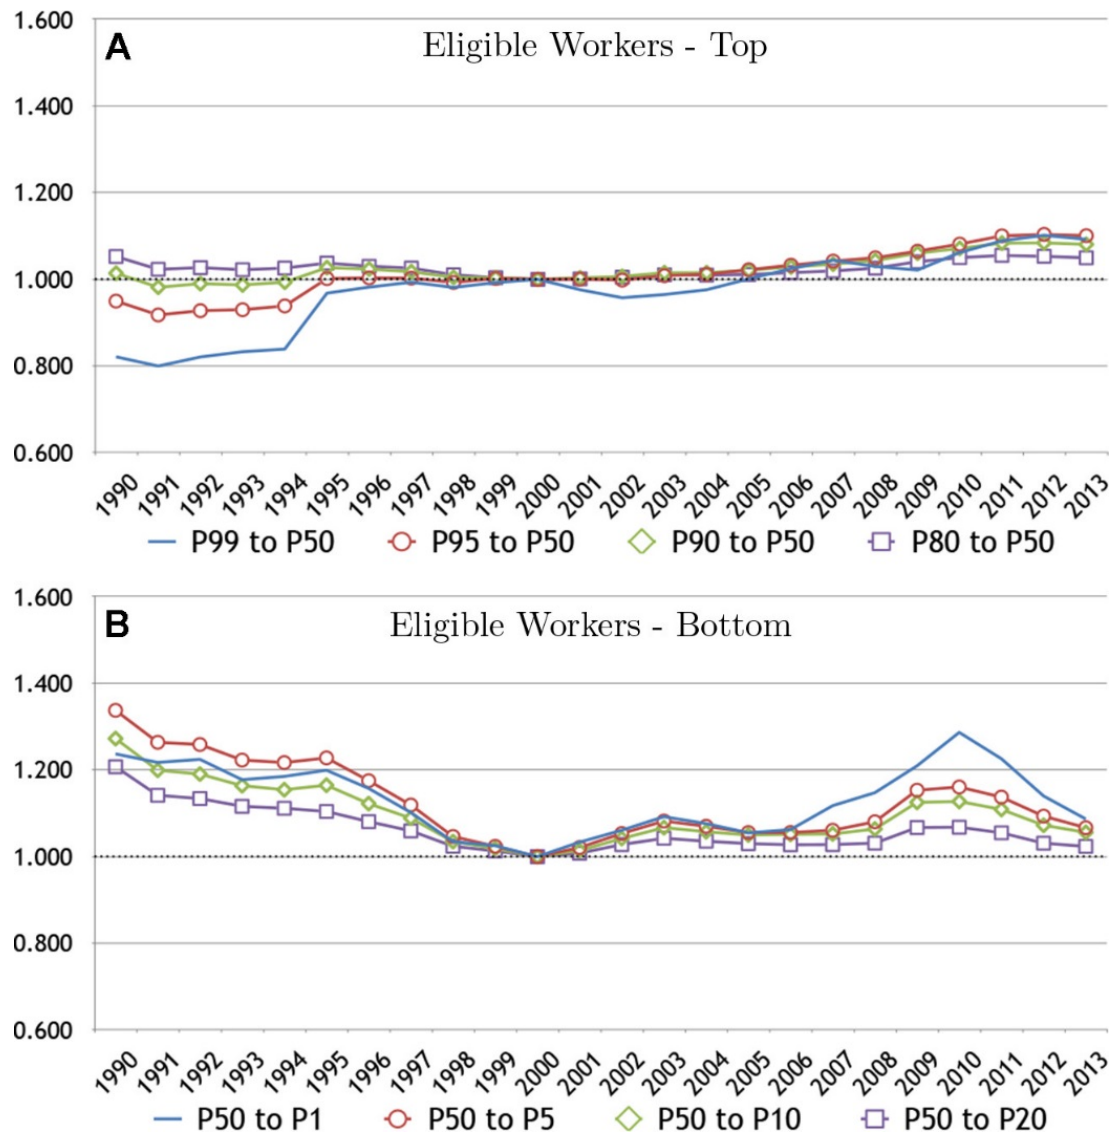 1.600
A
Eligible Workers - Top
1.400
1.200
1.000
0.800
0.600
1990 1991 1992 1993 1994 1995 1996 1997 1998 1999 2000 2001 2002 2003 2004 2005 2006 2007 2008 2009 2010 2011 2012 2013
P99 to P50 P95 to P50 P90 to P50 P80 to P50
1.600
B
Eligible Workers - Bottom
1.400
1.200
1.000
0.800
0.600
1990 1991 1992 1993 1994 1995 1996 1997 1998 1999 2000 2001 2002 2003 2004 2005 2006 2007 2008 2009 2010 2011 2012 2013
P50 to P1 P50 to P5 P50 to P10 P50 to P20